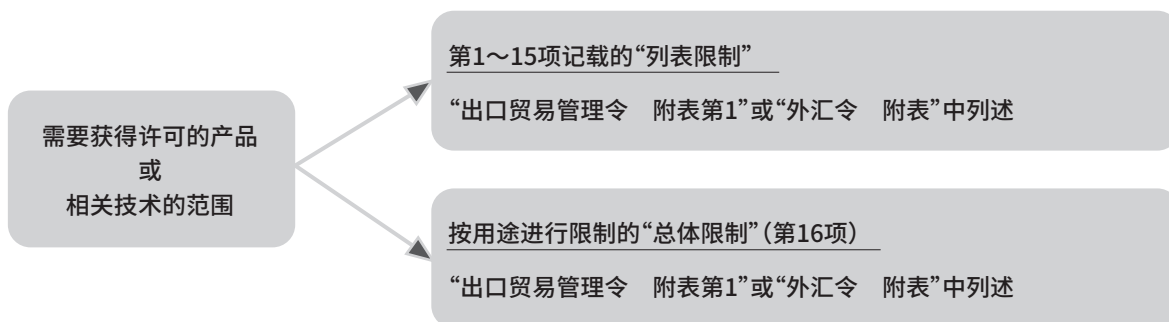 需要获得许可的产品
或
相关技术的范围
第1～15项记载的“列表限制”
“出口贸易管理令　附表第1”或“外汇令　附表”中列述
按用途进行限制的“总体限制”（第16项）
“出口贸易管理令　附表第1”或“外汇令　附表”中列述